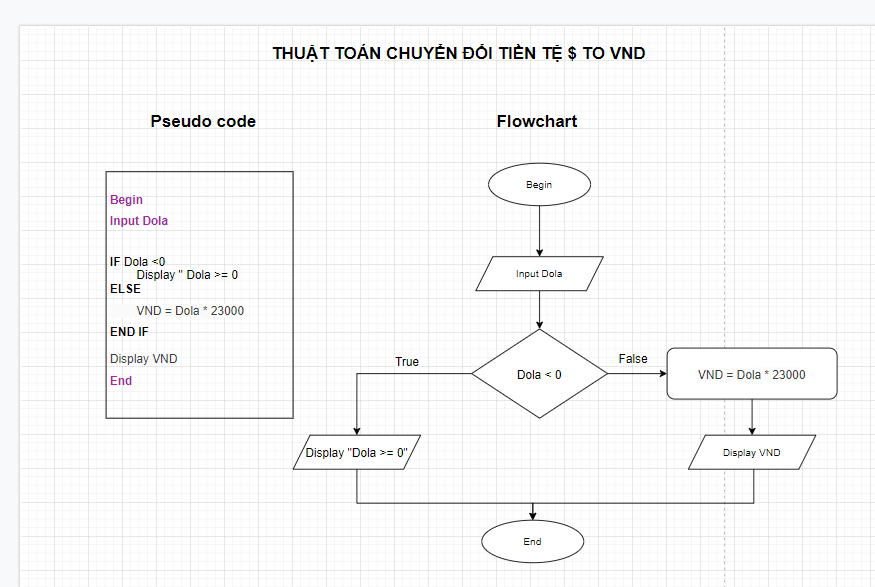 THUẬT TOÁN CHUYỂN ĐỔI TIỀN TỆ $ TO VND
Pseudo code
Begin
Input Dola
IF Dola <0
Display " Dola >= 0
ELSE
VND = Dola * 23000
END IF
Display VND
End
Flowchart
Begin
Input Dola
Dola < 0
True
False
VND = Dola * 23000
Display "Dola >= 0"
Display VND
End